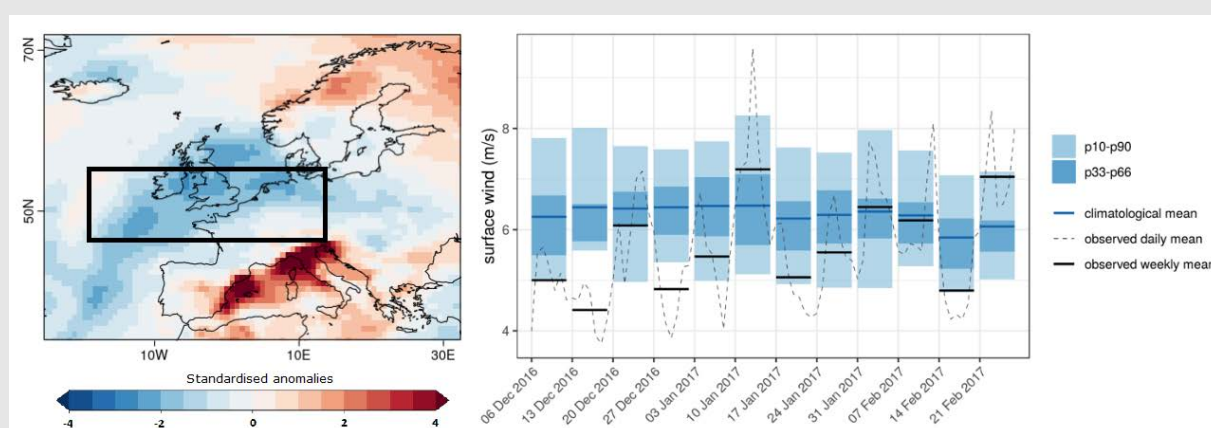 70N
50N
10W
10E
30E
Standardised anomalies
-4
-2
0
2
4
surface wind (m/s)
8
6
4
06 Dec 2016
13 Dec 2016
20 Dec 2016
27 Dec 2016
03 Jan 2017
10 Jan 2017
17 Jan 2017
24 Jan 2017
31 Jan 2017
07 Feb 2017
14 Feb 2017
21 Feb 2017
p10-p90
p33-p66
climatological mean
observed daily mean
observed weekly mean